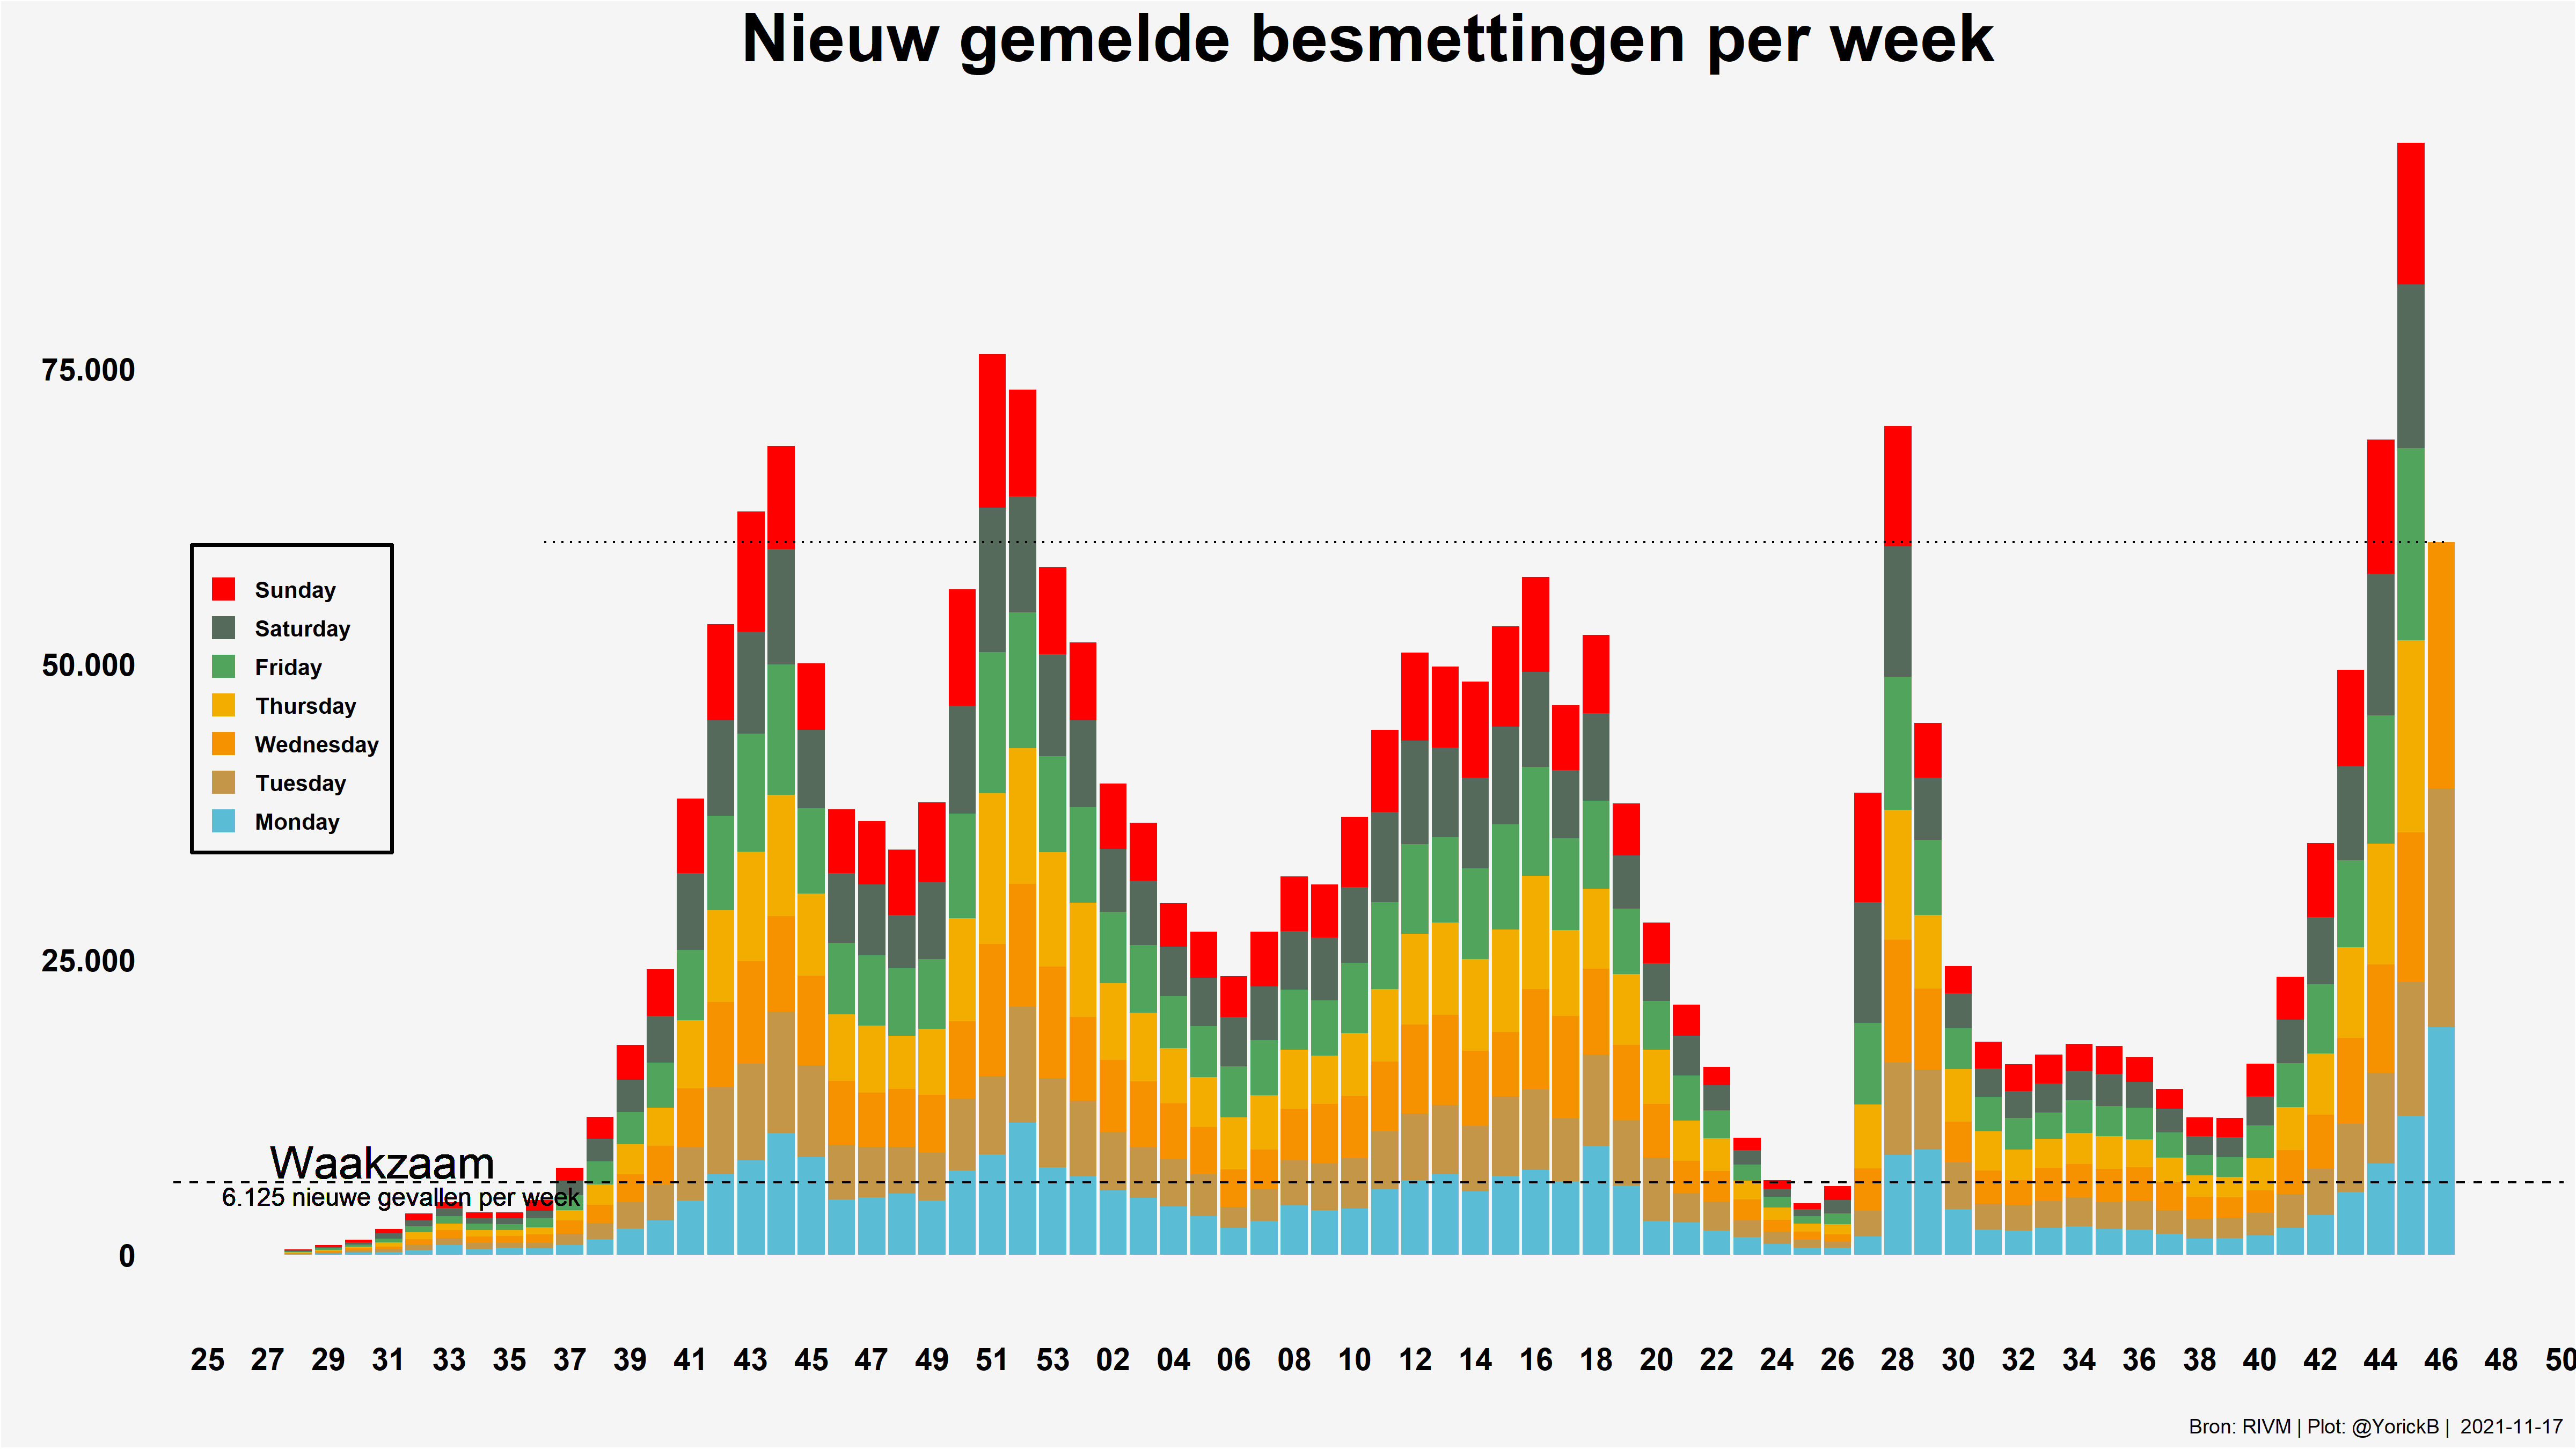 Nieuw gemelde besmettingen per week
75.000
50.000
25.000
0
Sunday
Saturday
Friday
Thursday
Wednesday
Tuesday
Monday
Waakzaam
6.125 nieuwe gevallen per week
25 27 29 31 33 35 37 39 41 43 45 47 49 51 53 02 04 06 08 10 12 14 16 18 20 22 24 26 28 30 32 34 36 38 40 42 44 46 48 50
Bron: RIVM | Plot: @YorickB | 2021-11-17